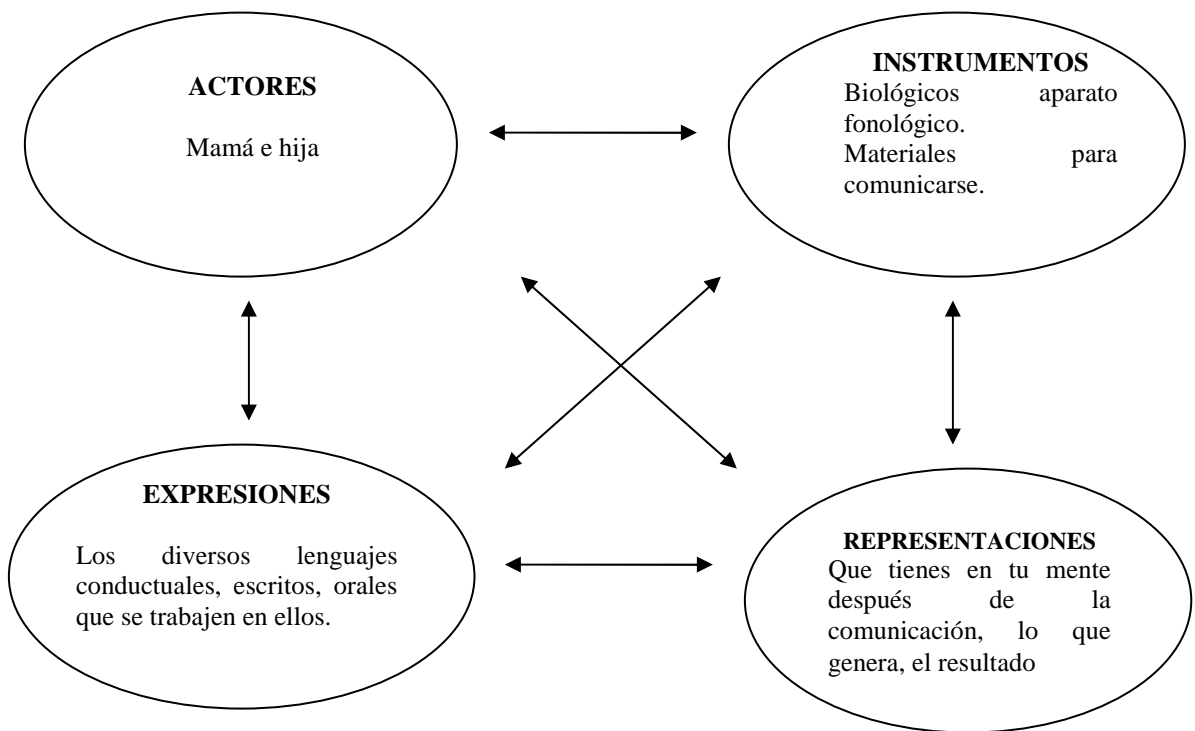 ACTORES
Mamá e hija
INSTRUMENTOS
Biológicos aparato
fonológico.
Materiales para
comunicarse.
EXPRESIONES
Los diversos lenguajes
conductuales, escritos, orales
que se trabajen en ellos.
REPRESENTACIONES
Que tienes en tu mente
después de la
comunicación, lo que
genera, el resultado